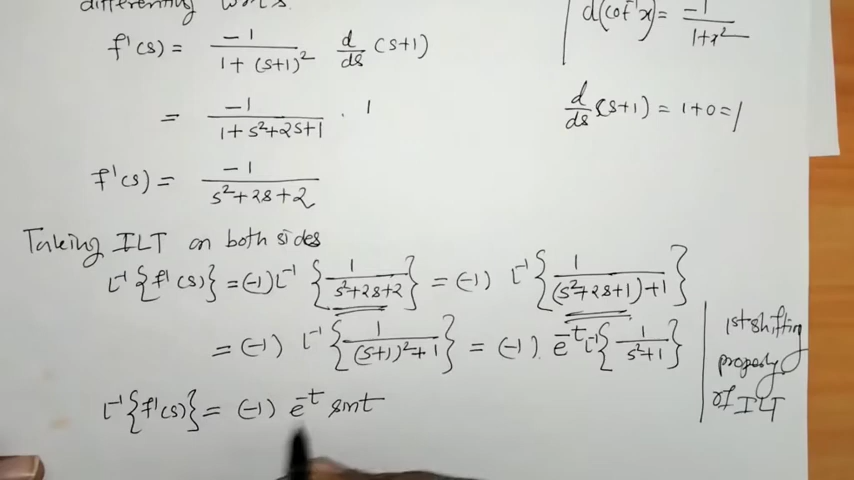 differenting w.r.t s.
f'(s) = -1 / 1 + (s+1)² d/ds (s+1)
= -1 / 1 + s²+2s+1 . 1
f'(s) = -1 / s²+2s+2
d(cot⁻¹x) = -1 / 1+x²
d/ds (s+1) = 1+0 = 1
Taking ILT on both sides
L⁻¹{f'(s)} = (-1) L⁻¹ {1 / s²+2s+2} = (-1) L⁻¹ {1 / (s²+2s+1)+1}
= (-1) L⁻¹ {1 / (s+1)²+1} = (-1). e⁻ᵗ L⁻¹ {1 / s²+1}
L⁻¹{f'(s)} = (-1) e⁻ᵗ sint
1st shifting
property
of ILT